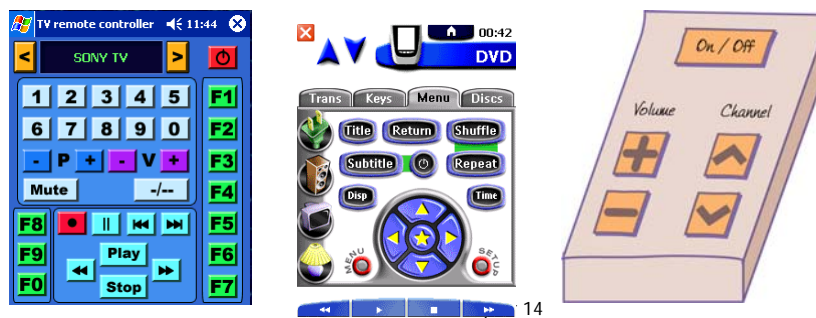 TV remote controller 11:44
< SONY TV >
1 2 3 4 5 F1
6 7 8 9 0 F2
- P + - V + F3
Mute -/-- F4
F8 F5
F9 Play F6
F0 Stop F7
00:42
DVD
Trans Keys Menu Discs
Title Return Shuffle
Subtitle Repeat
Disp Time
MENU SETUP
14
On / Off
Volume Channel